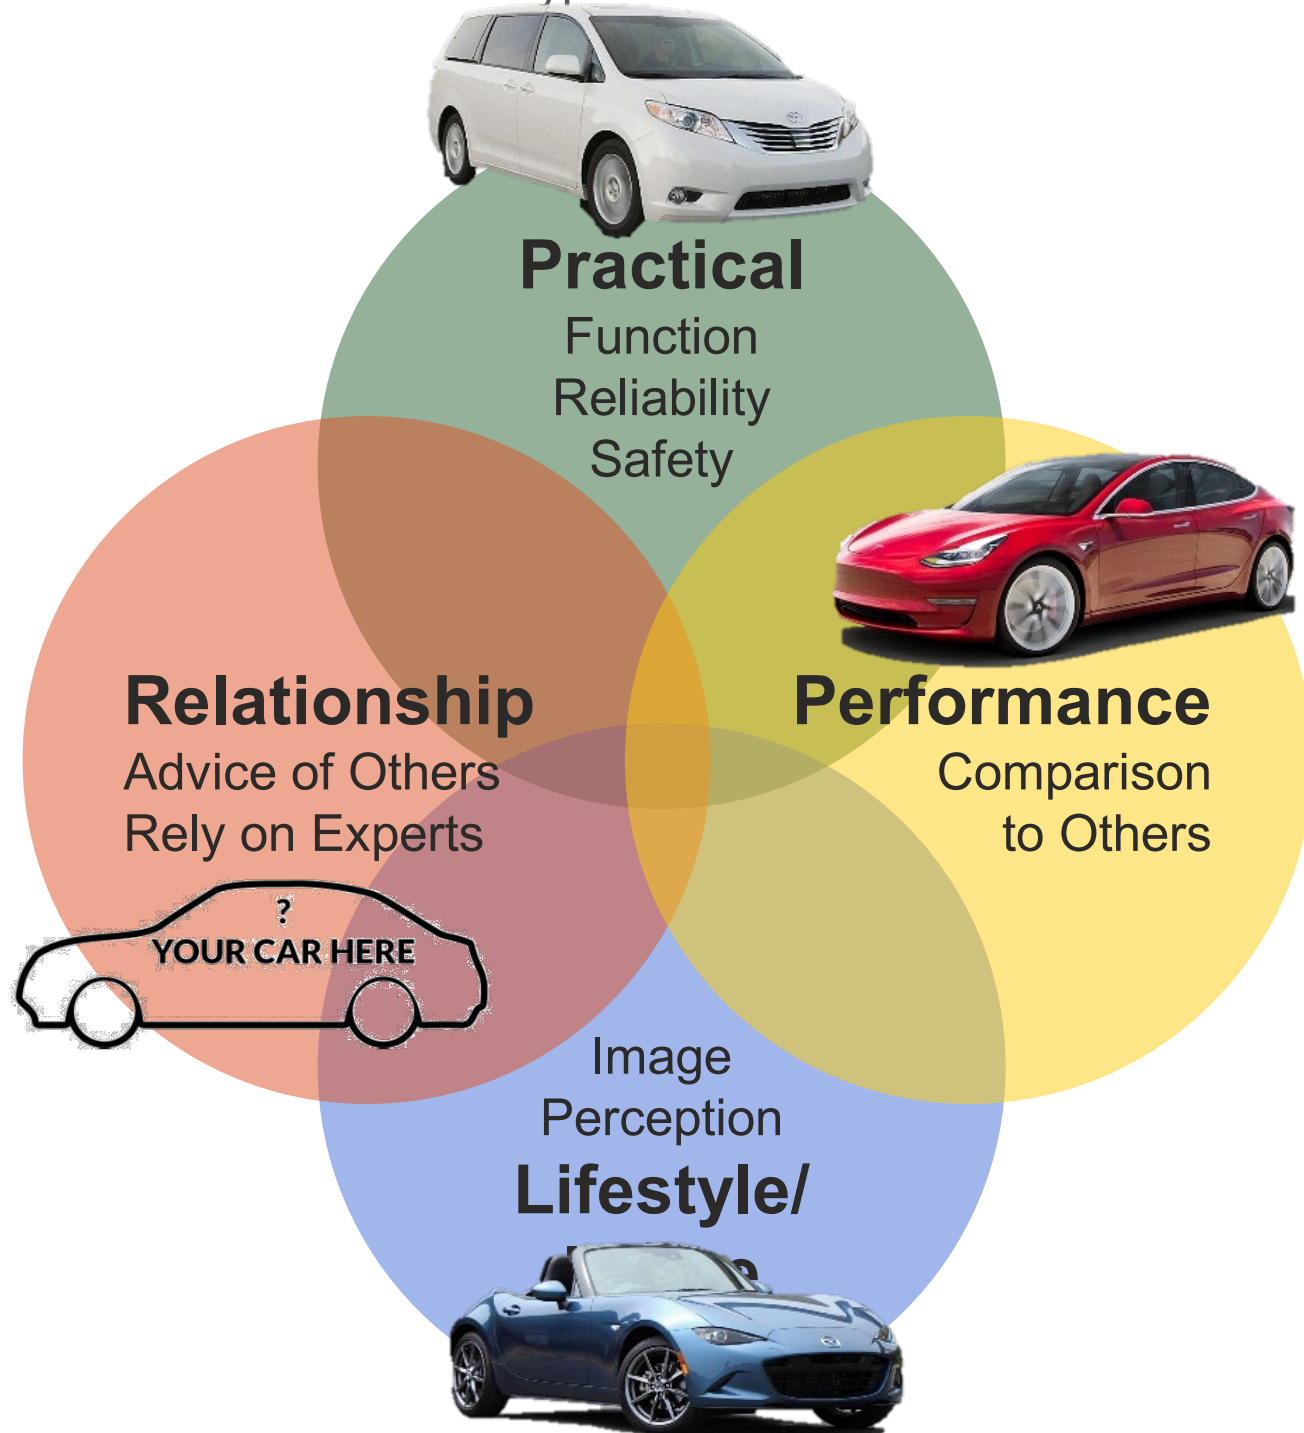 Practical
Function
Reliability
Safety
Relationship
Advice of Others
Rely on Experts
Performance
Comparison
to Others
?
YOUR CAR HERE
Image
Perception
Lifestyle/